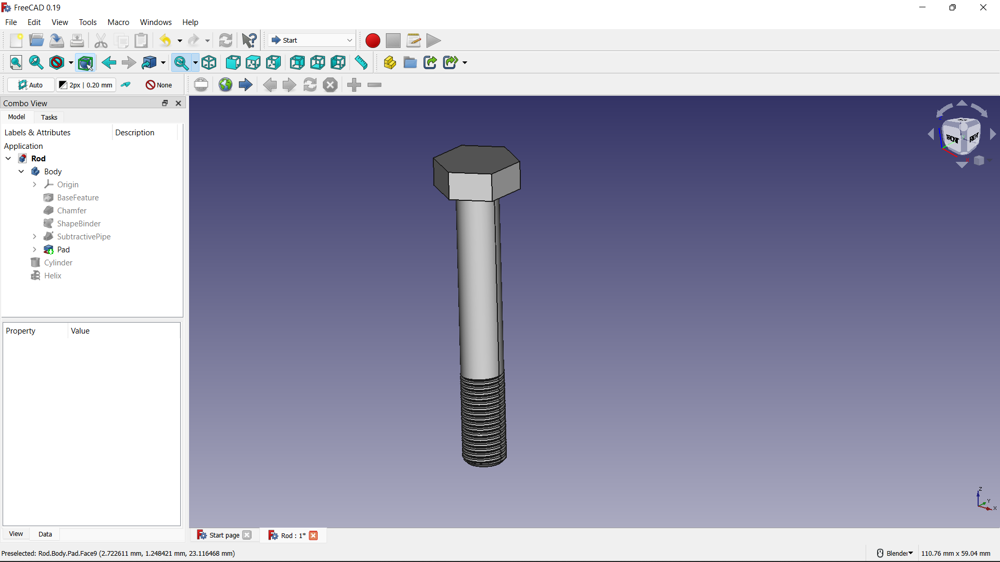 FreeCAD 0.19
File Edit View Tools Macro Windows Help
Start
Auto 2px | 0.20 mm None
Combo View
Model Tasks
Labels & Attributes Description
Application
Rod
Body
Origin
BaseFeature
Chamfer
ShapeBinder
SubtractivePipe
Pad
Cylinder
Helix
Property Value
View Data
FRONT RIGHT
Z
Y
X
Start page Rod : 1*
Preselected: Rod.Body.Pad.Face9 (2.722611 mm, 1.248421 mm, 23.116468 mm)
Blender 110.76 mm x 59.04 mm